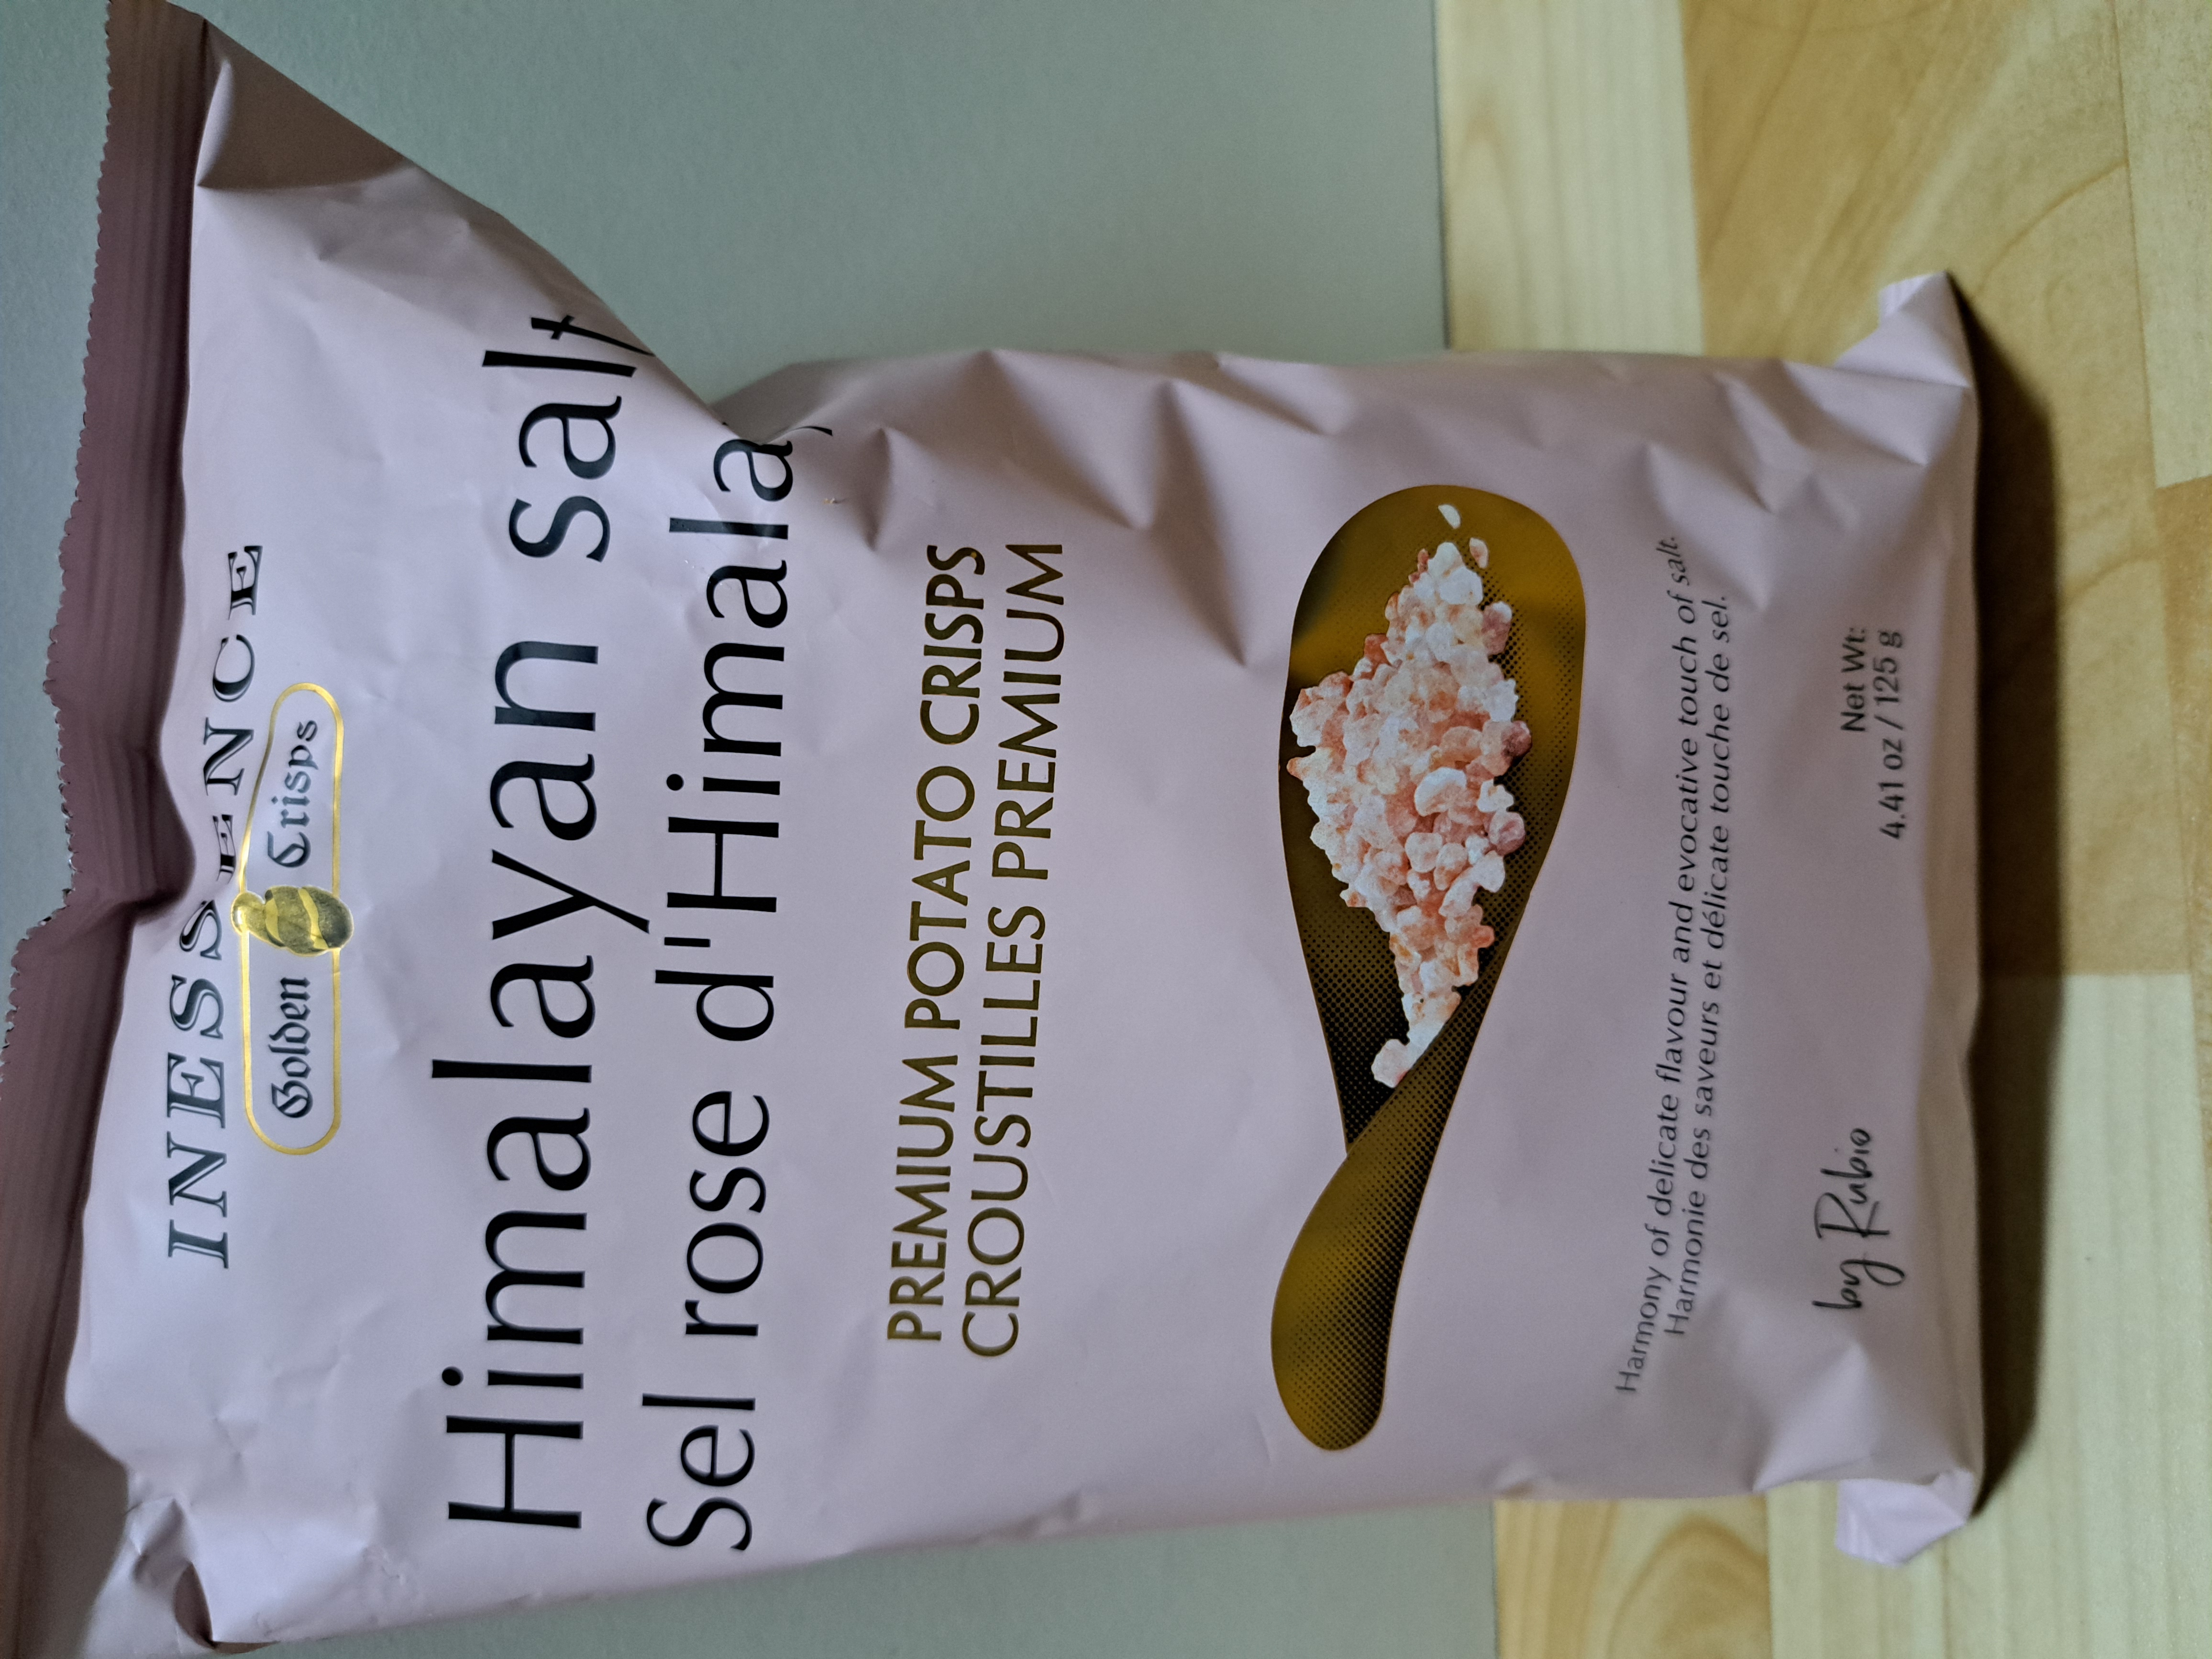 INESSENCE
Golden Crisps
Himalayan salt
Sel rose d'Himalay
PREMIUM POTATO CRISPS
CROUSTILLES PREMIUM
Harmony of delicate flavour and evocative touch of salt.
Harmonie des saveurs et délicate touche de sel.
by Rubio
Net Wt:
4.41 oz / 125 g